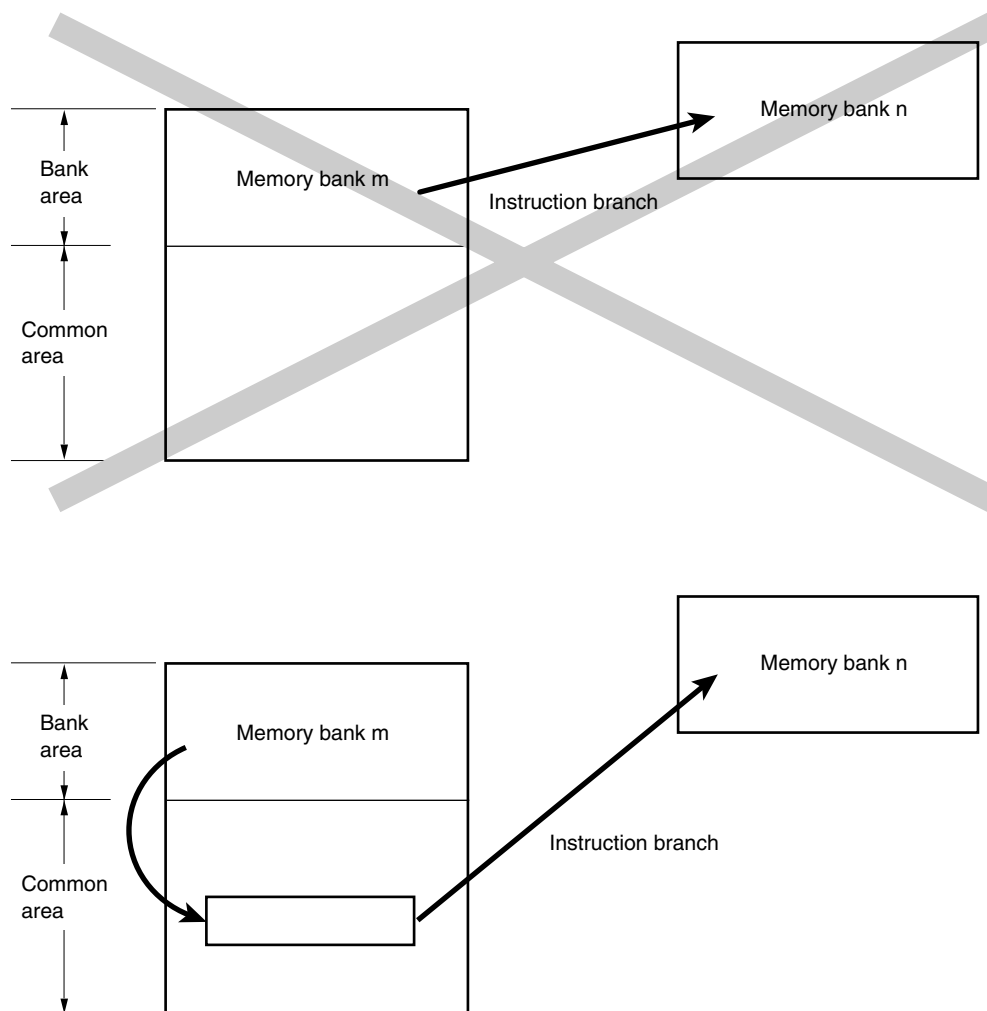 Memory bank n
Bank
area
Memory bank m
Instruction branch
Common
area
Memory bank n
Bank
area
Memory bank m
Instruction branch
Common
area